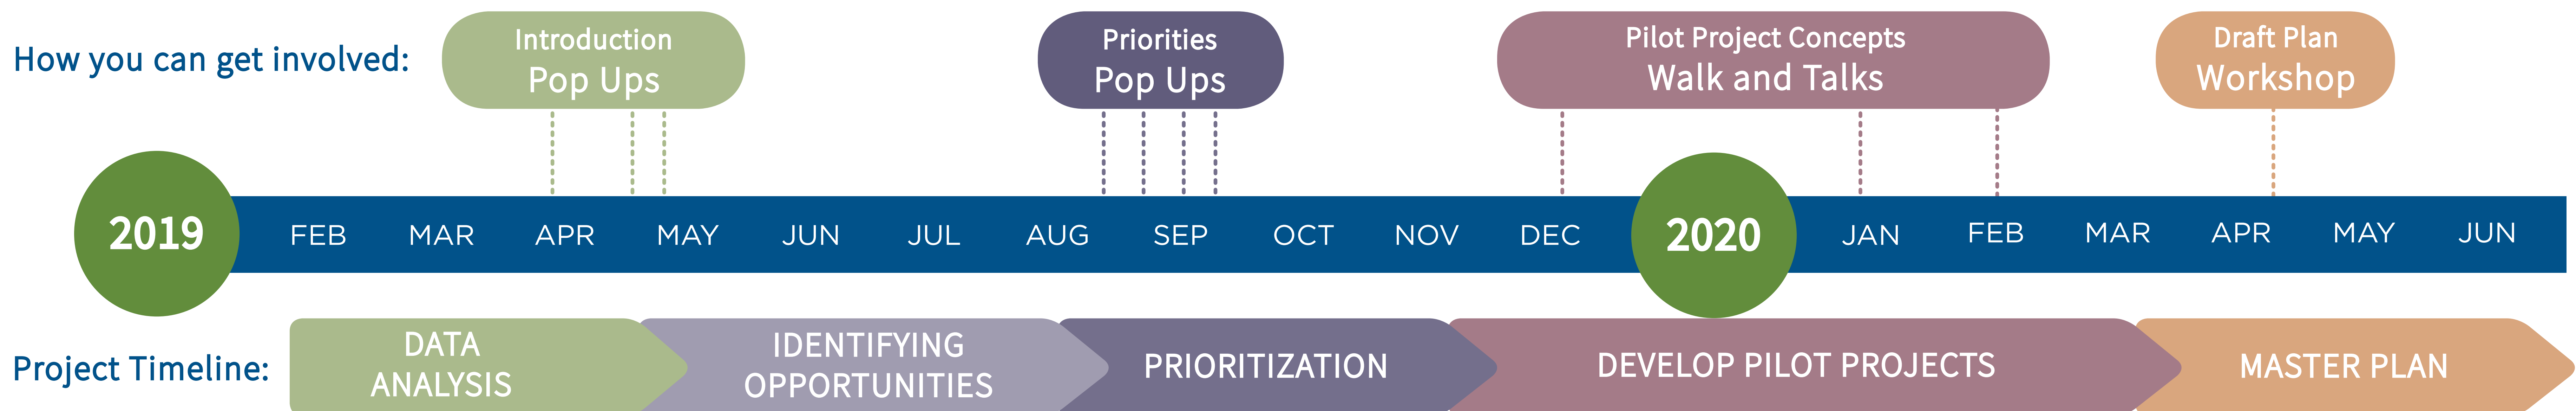 How you can get involved:
Introduction
Pop Ups
Priorities
Pop Ups
Pilot Project Concepts
Walk and Talks
Draft Plan
Workshop
2019 FEB MAR APR MAY JUN JUL AUG SEP OCT NOV DEC 2020 JAN FEB MAR APR MAY JUN
Project Timeline:
DATA
ANALYSIS
IDENTIFYING
OPPORTUNITIES
PRIORITIZATION
DEVELOP PILOT PROJECTS
MASTER PLAN